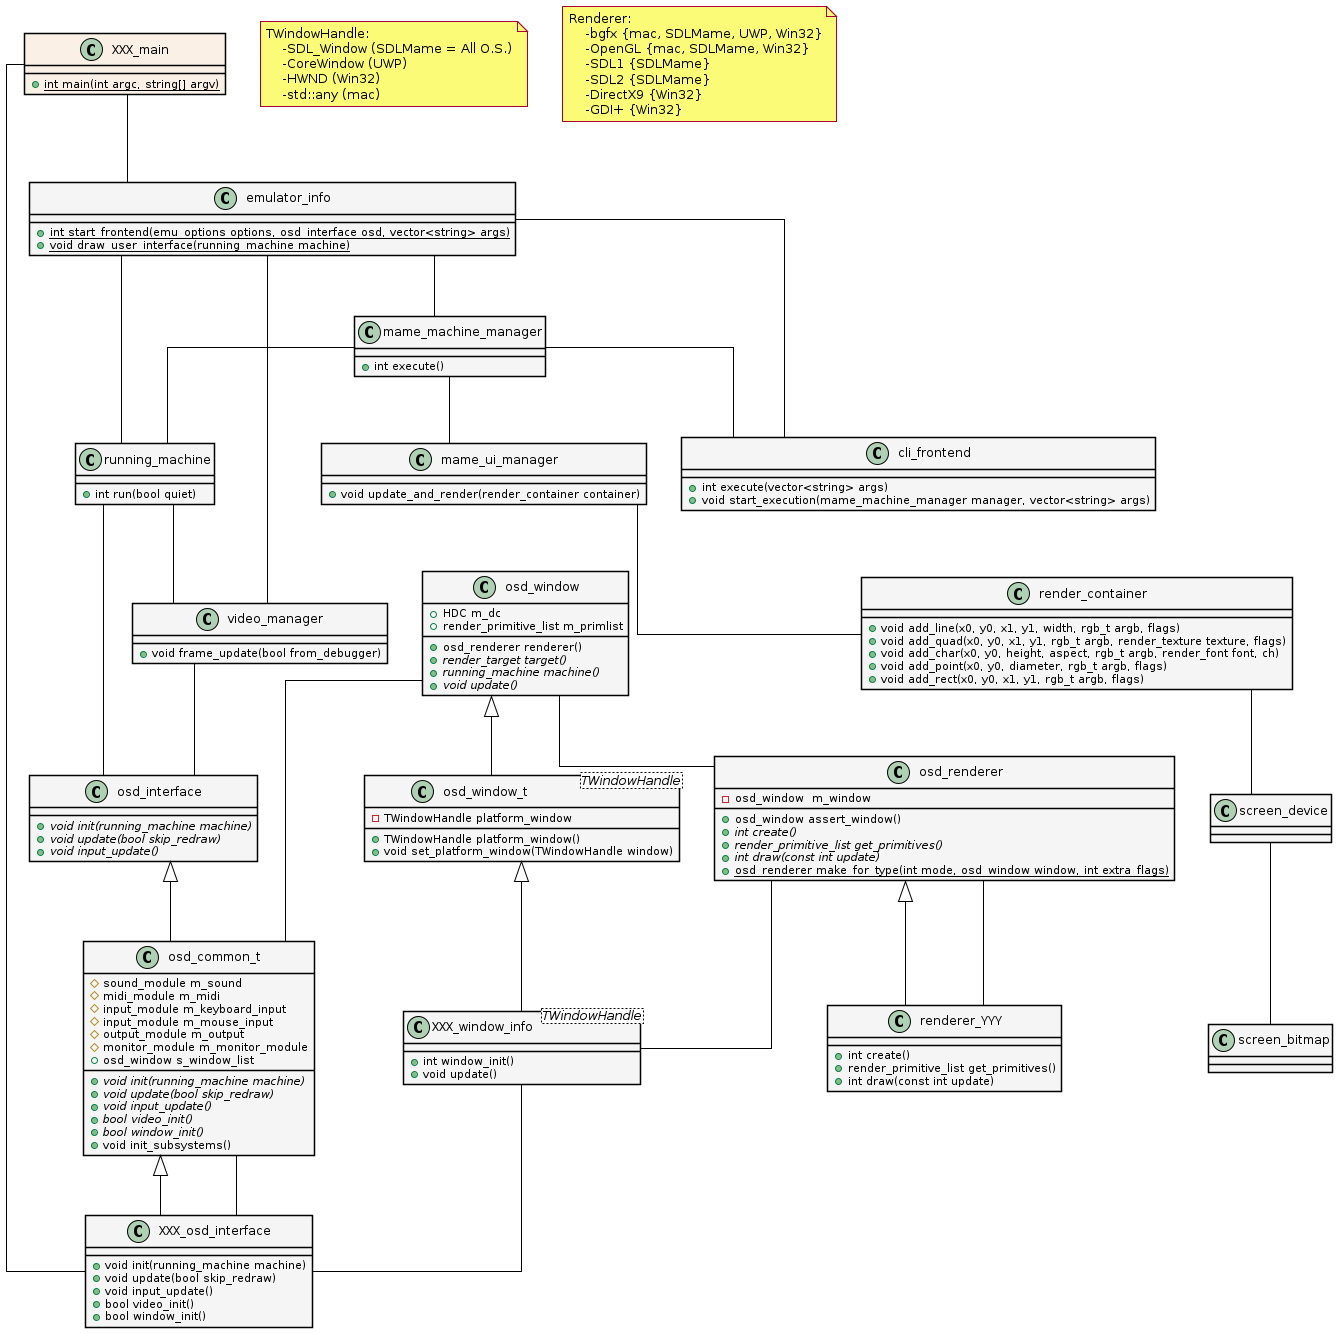 C XXX_main
int main(int argc, string[] argv)
TWindowHandle:
-SDL_Window (SDLMame = All O.S.)
-CoreWindow (UWP)
-HWND (Win32)
-std::any (mac)
Renderer:
-bgfx {mac, SDLMame, UWP, Win32}
-OpenGL {mac, SDLMame, Win32}
-SDL1 {SDLMame}
-SDL2 {SDLMame}
-DirectX9 {Win32}
-GDI+ {Win32}
C emulator_info
int start_frontend(emu_options options, osd_interface osd, vector<string> args)
void draw_user_interface(running_machine machine)
C mame_machine_manager
int execute()
C running_machine
int run(bool quiet)
C mame_ui_manager
void update_and_render(render_container container)
C cli_frontend
int execute(vector<string> args)
void start_execution(mame_machine_manager manager, vector<string> args)
C video_manager
void frame_update(bool from_debugger)
C osd_window
HDC m_dc
render_primitive_list m_primlist
osd_renderer renderer()
render_target target()
running_machine machine()
void update()
C render_container
void add_line(x0, y0, x1, y1, width, rgb_t argb, flags)
void add_quad(x0, y0, x1, y1, rgb_t argb, render_texture texture, flags)
void add_char(x0, y0, height, aspect, rgb_t argb, render_font font, ch)
void add_point(x0, y0, diameter, rgb_t argb, flags)
void add_rect(x0, y0, x1, y1, rgb_t argb, flags)
C osd_interface
void init(running_machine machine)
void update(bool skip_redraw)
void input_update()
C osd_window_t
TWindowHandle
TWindowHandle platform_window
TWindowHandle platform_window()
void set_platform_window(TWindowHandle window)
C osd_renderer
osd_window  m_window
osd_window assert_window()
int create()
render_primitive_list get_primitives()
int draw(const int update)
osd_renderer make_for_type(int mode, osd_window window, int extra_flags)
C screen_device
C osd_common_t
sound_module m_sound
midi_module m_midi
input_module m_keyboard_input
input_module m_mouse_input
output_module m_output
monitor_module m_monitor_module
osd_window s_window_list
void init(running_machine machine)
void update(bool skip_redraw)
void input_update()
bool video_init()
bool window_init()
void init_subsystems()
C XXX_window_info
TWindowHandle
int window_init()
void update()
C renderer_YYY
int create()
render_primitive_list get_primitives()
int draw(const int update)
C screen_bitmap
C XXX_osd_interface
void init(running_machine machine)
void update(bool skip_redraw)
void input_update()
bool video_init()
bool window_init()